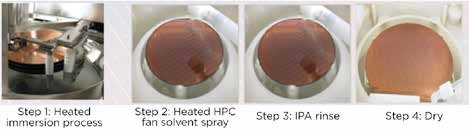 Step 1: Heated
immersion process
Step 2: Heated HPC
fan solvent spray
Step 3: IPA rinse
Step 4: Dry